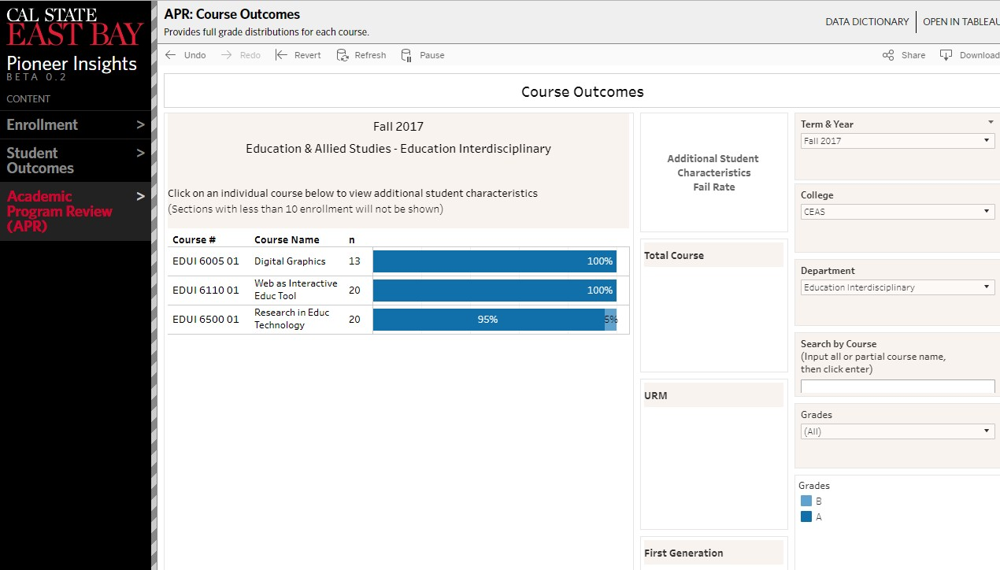 CAL STATE
EAST BAY
Pioneer Insights
BETA 0.2
CONTENT
Enrollment >
Student >
Outcomes
Academic >
Program Review
(APR)
APR: Course Outcomes
Provides full grade distributions for each course.
DATA DICTIONARY
OPEN IN TABLEAU
Undo Redo Revert Refresh Pause Share Download
Course Outcomes
Fall 2017
Education & Allied Studies - Education Interdisciplinary
Click on an individual course below to view additional student characteristics
(Sections with less than 10 enrollment will not be shown)
Course # Course Name n
EDUI 6005 01 Digital Graphics 13 100%
EDUI 6110 01 Web as Interactive Educ Tool 20 100%
EDUI 6500 01 Research in Educ Technology 20 95% 5%
Additional Student
Characteristics
Fail Rate
Total Course
URM
First Generation
Term & Year
Fall 2017
College
CEAS
Department
Education Interdisciplinary
Search by Course
(Input all or partial course name,
then click enter)
Grades
(All)
Grades
B
A